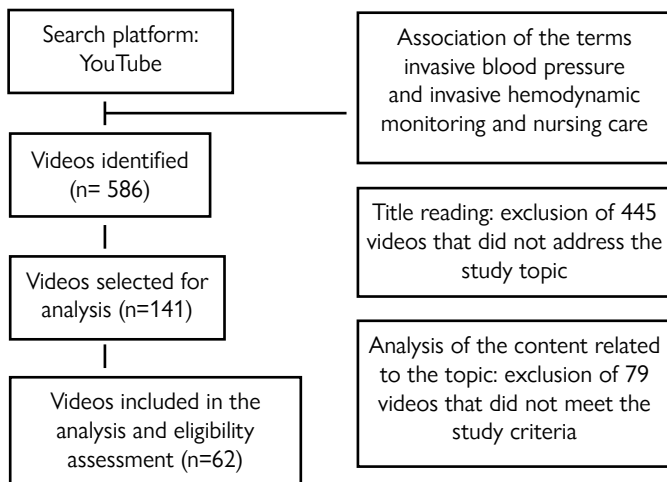 Search platform:
YouTube
Association of the terms
invasive blood pressure
and invasive hemodynamic
monitoring and nursing care
Videos identified
(n= 586)
Title reading: exclusion of 445
videos that did not address the
study topic
Videos selected for
analysis (n=141)
Analysis of the content related
to the topic: exclusion of 79
videos that did not meet the
study criteria
Videos included in the
analysis and eligibility
assessment (n=62)